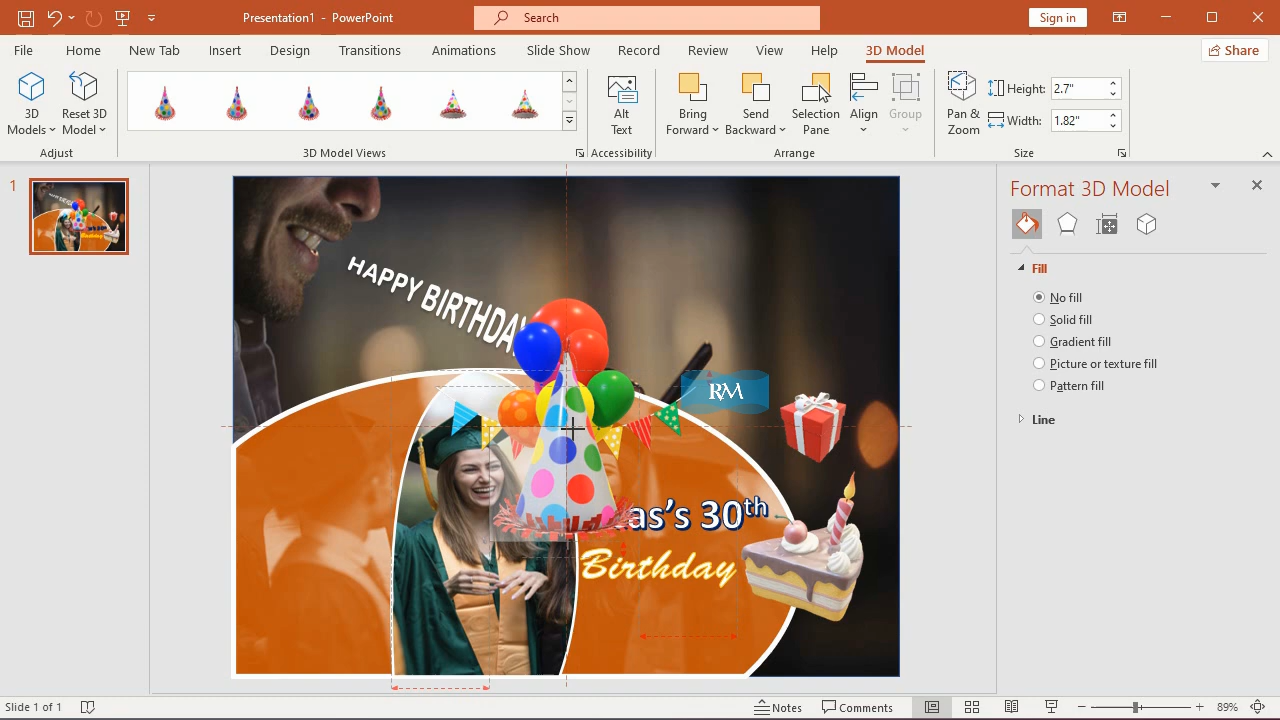 Presentation1 - PowerPoint
Search
Sign in
File
Home
New Tab
Insert
Design
Transitions
Animations
Slide Show
Record
Review
View
Help
3D Model
Share
3D
Models
Reset 3D
Model
Alt
Text
Bring
Forward
Send
Backward
Selection
Pane
Align
Group
Pan &
Zoom
Height:
2.7"
Width:
1.82"
Adjust
3D Model Views
Accessibility
Arrange
Size
1
HAPPY BIRTHDAY
RM
as's 30th
Birthday
Format 3D Model
Fill
No fill
Solid fill
Gradient fill
Picture or texture fill
Pattern fill
Line
Slide 1 of 1
Notes
Comments
89%